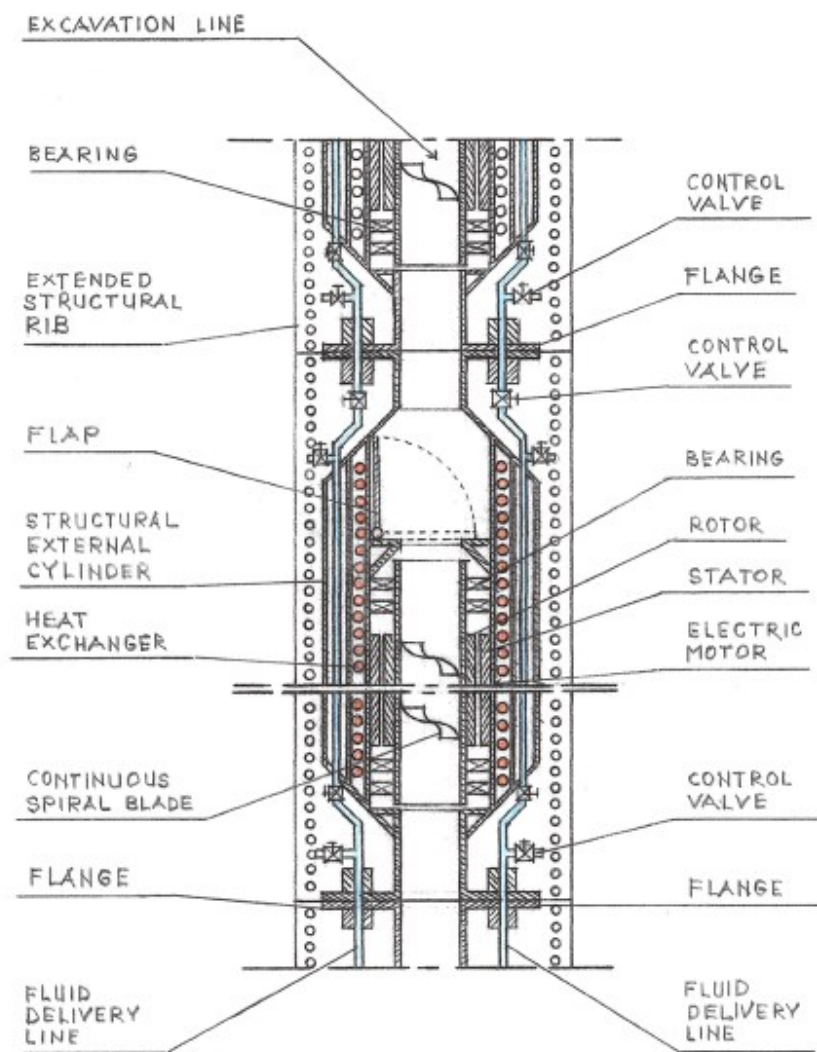 EXCAVATION LINE
BEARING
EXTENDED
STRUCTURAL
RIB
FLAP
STRUCTURAL
EXTERNAL
CYLINDER
HEAT
EXCHANGER
CONTINUOUS
SPIRAL BLADE
FLANGE
FLUID
DELIVERY
LINE
CONTROL
VALVE
FLANGE
CONTROL
VALVE
BEARING
ROTOR
STATOR
ELECTRIC
MOTOR
CONTROL
VALVE
FLANGE
FLUID
DELIVERY
LINE